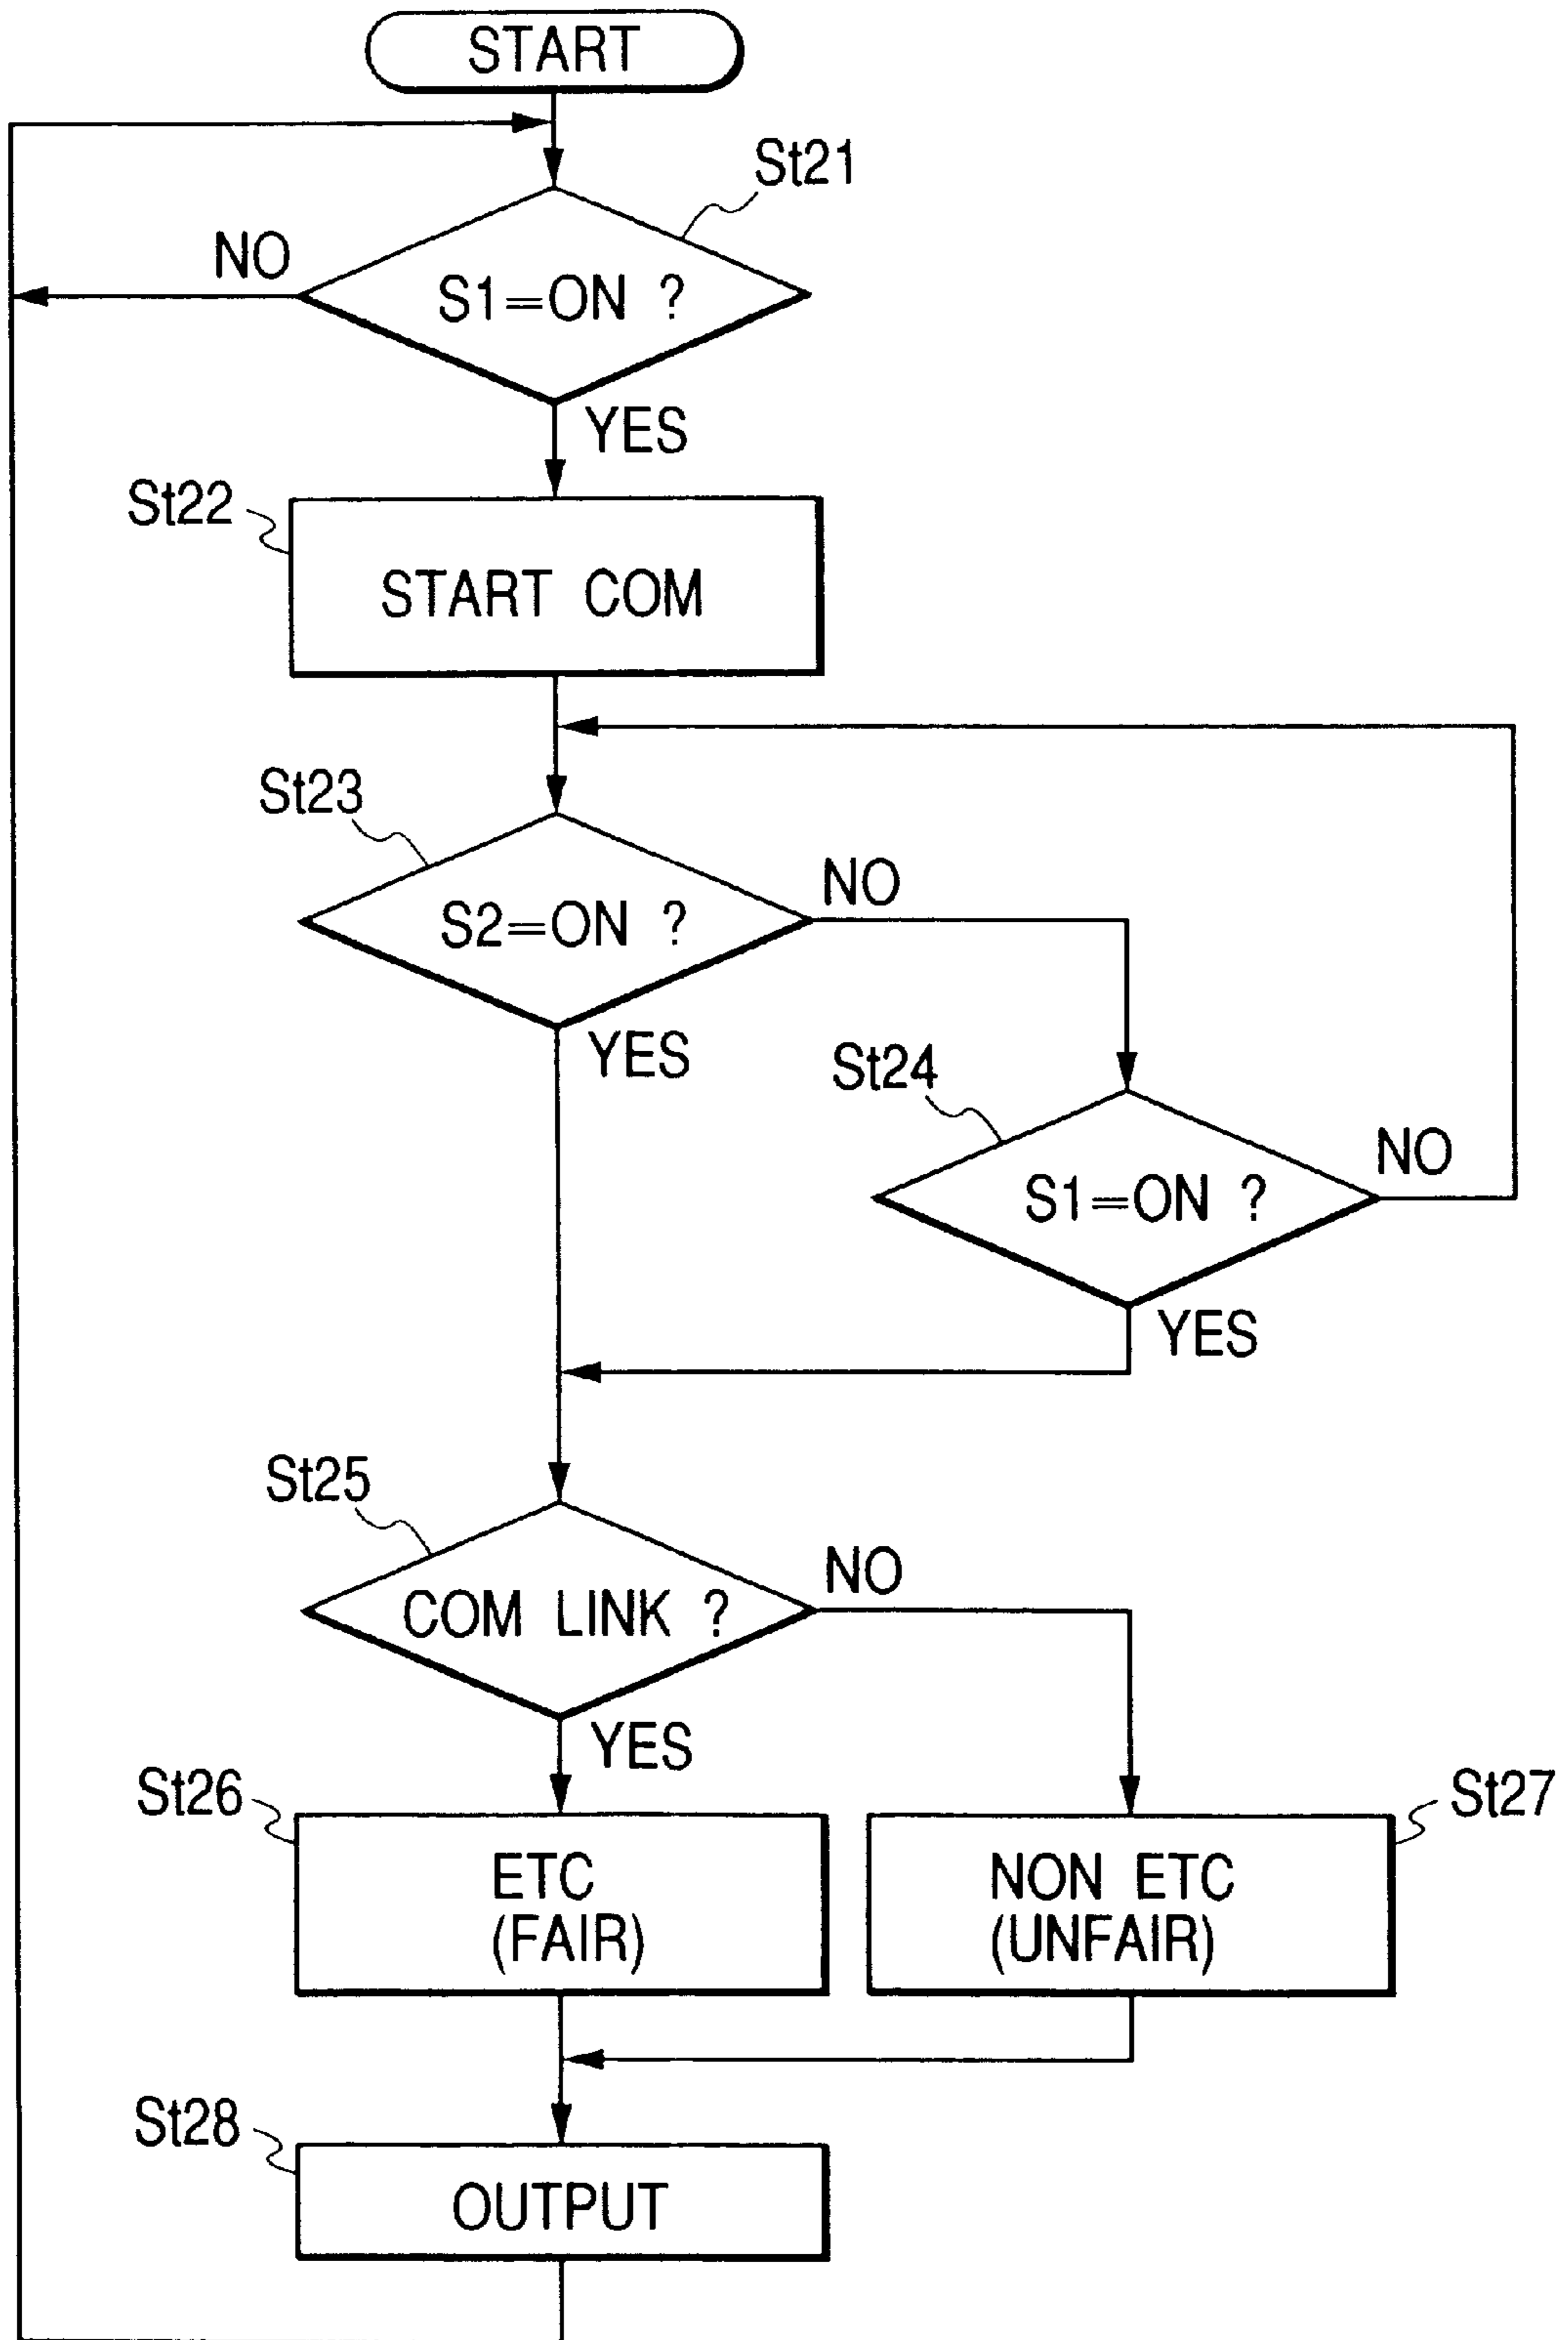 START
St21
NO
S1=ON ?
YES
St22
START COM
St23
NO
S2=ON ?
YES
St24
NO
S1=ON ?
YES
St25
NO
COM LINK ?
YES
St26
St27
ETC
(FAIR)
NON ETC
(UNFAIR)
St28
OUTPUT